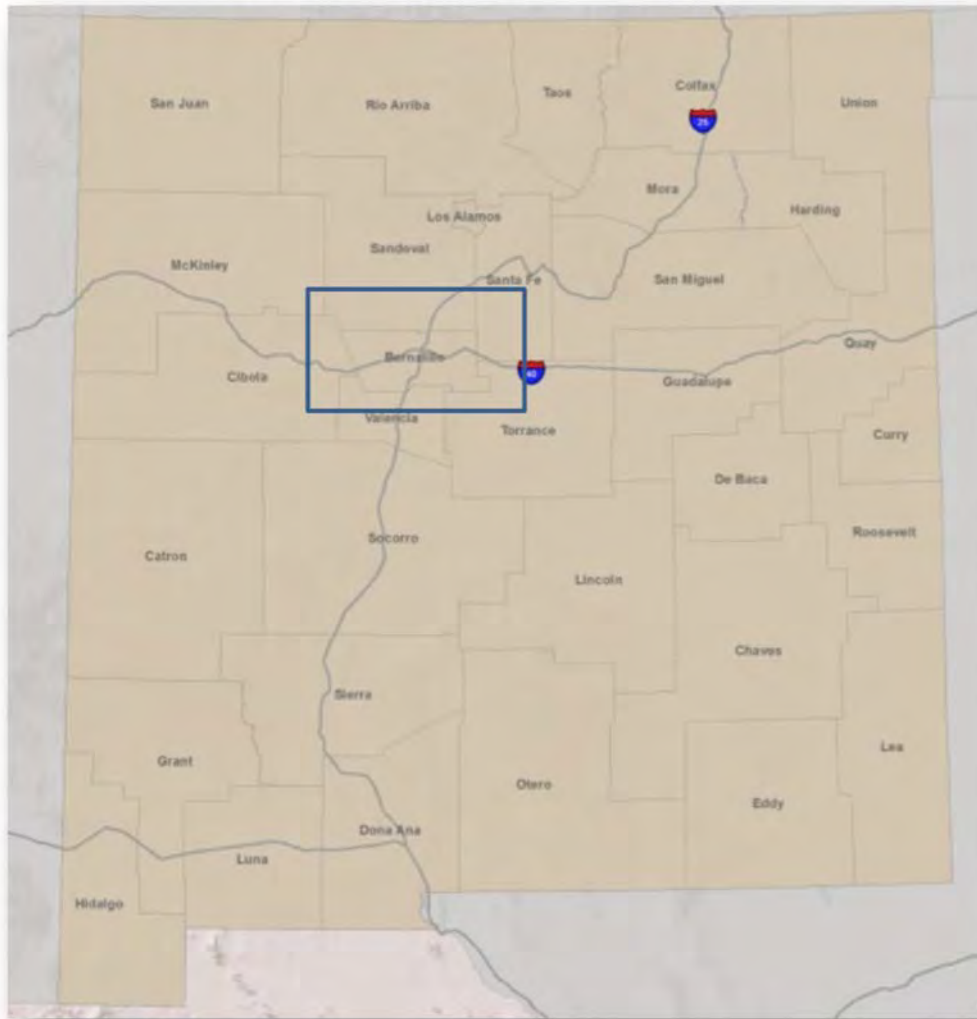 San Juan
Rio Arriba
Taos
Colfax
Union
25
Mora
Harding
Los Alamos
Sandoval
McKinley
Santa Fe
San Miguel
Bernalillo
Quay
Cibola
40
Guadalupe
Valencia
Torrance
Curry
De Baca
Socorro
Roosevelt
Catron
Lincoln
Chaves
Sierra
Grant
Lea
Otero
Eddy
Dona Ana
Luna
Hidalgo